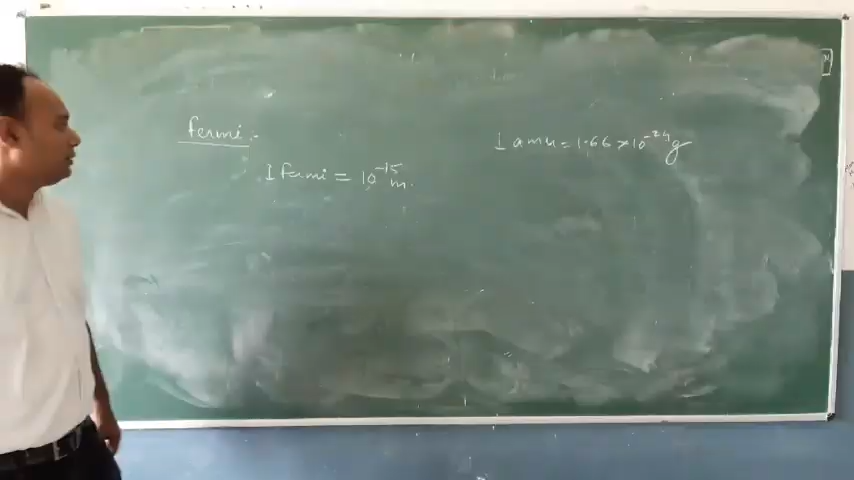 Fermi:-
1 Fermi = 10⁻¹⁵ m.
1 amu = 1.66 × 10⁻²⁴ g